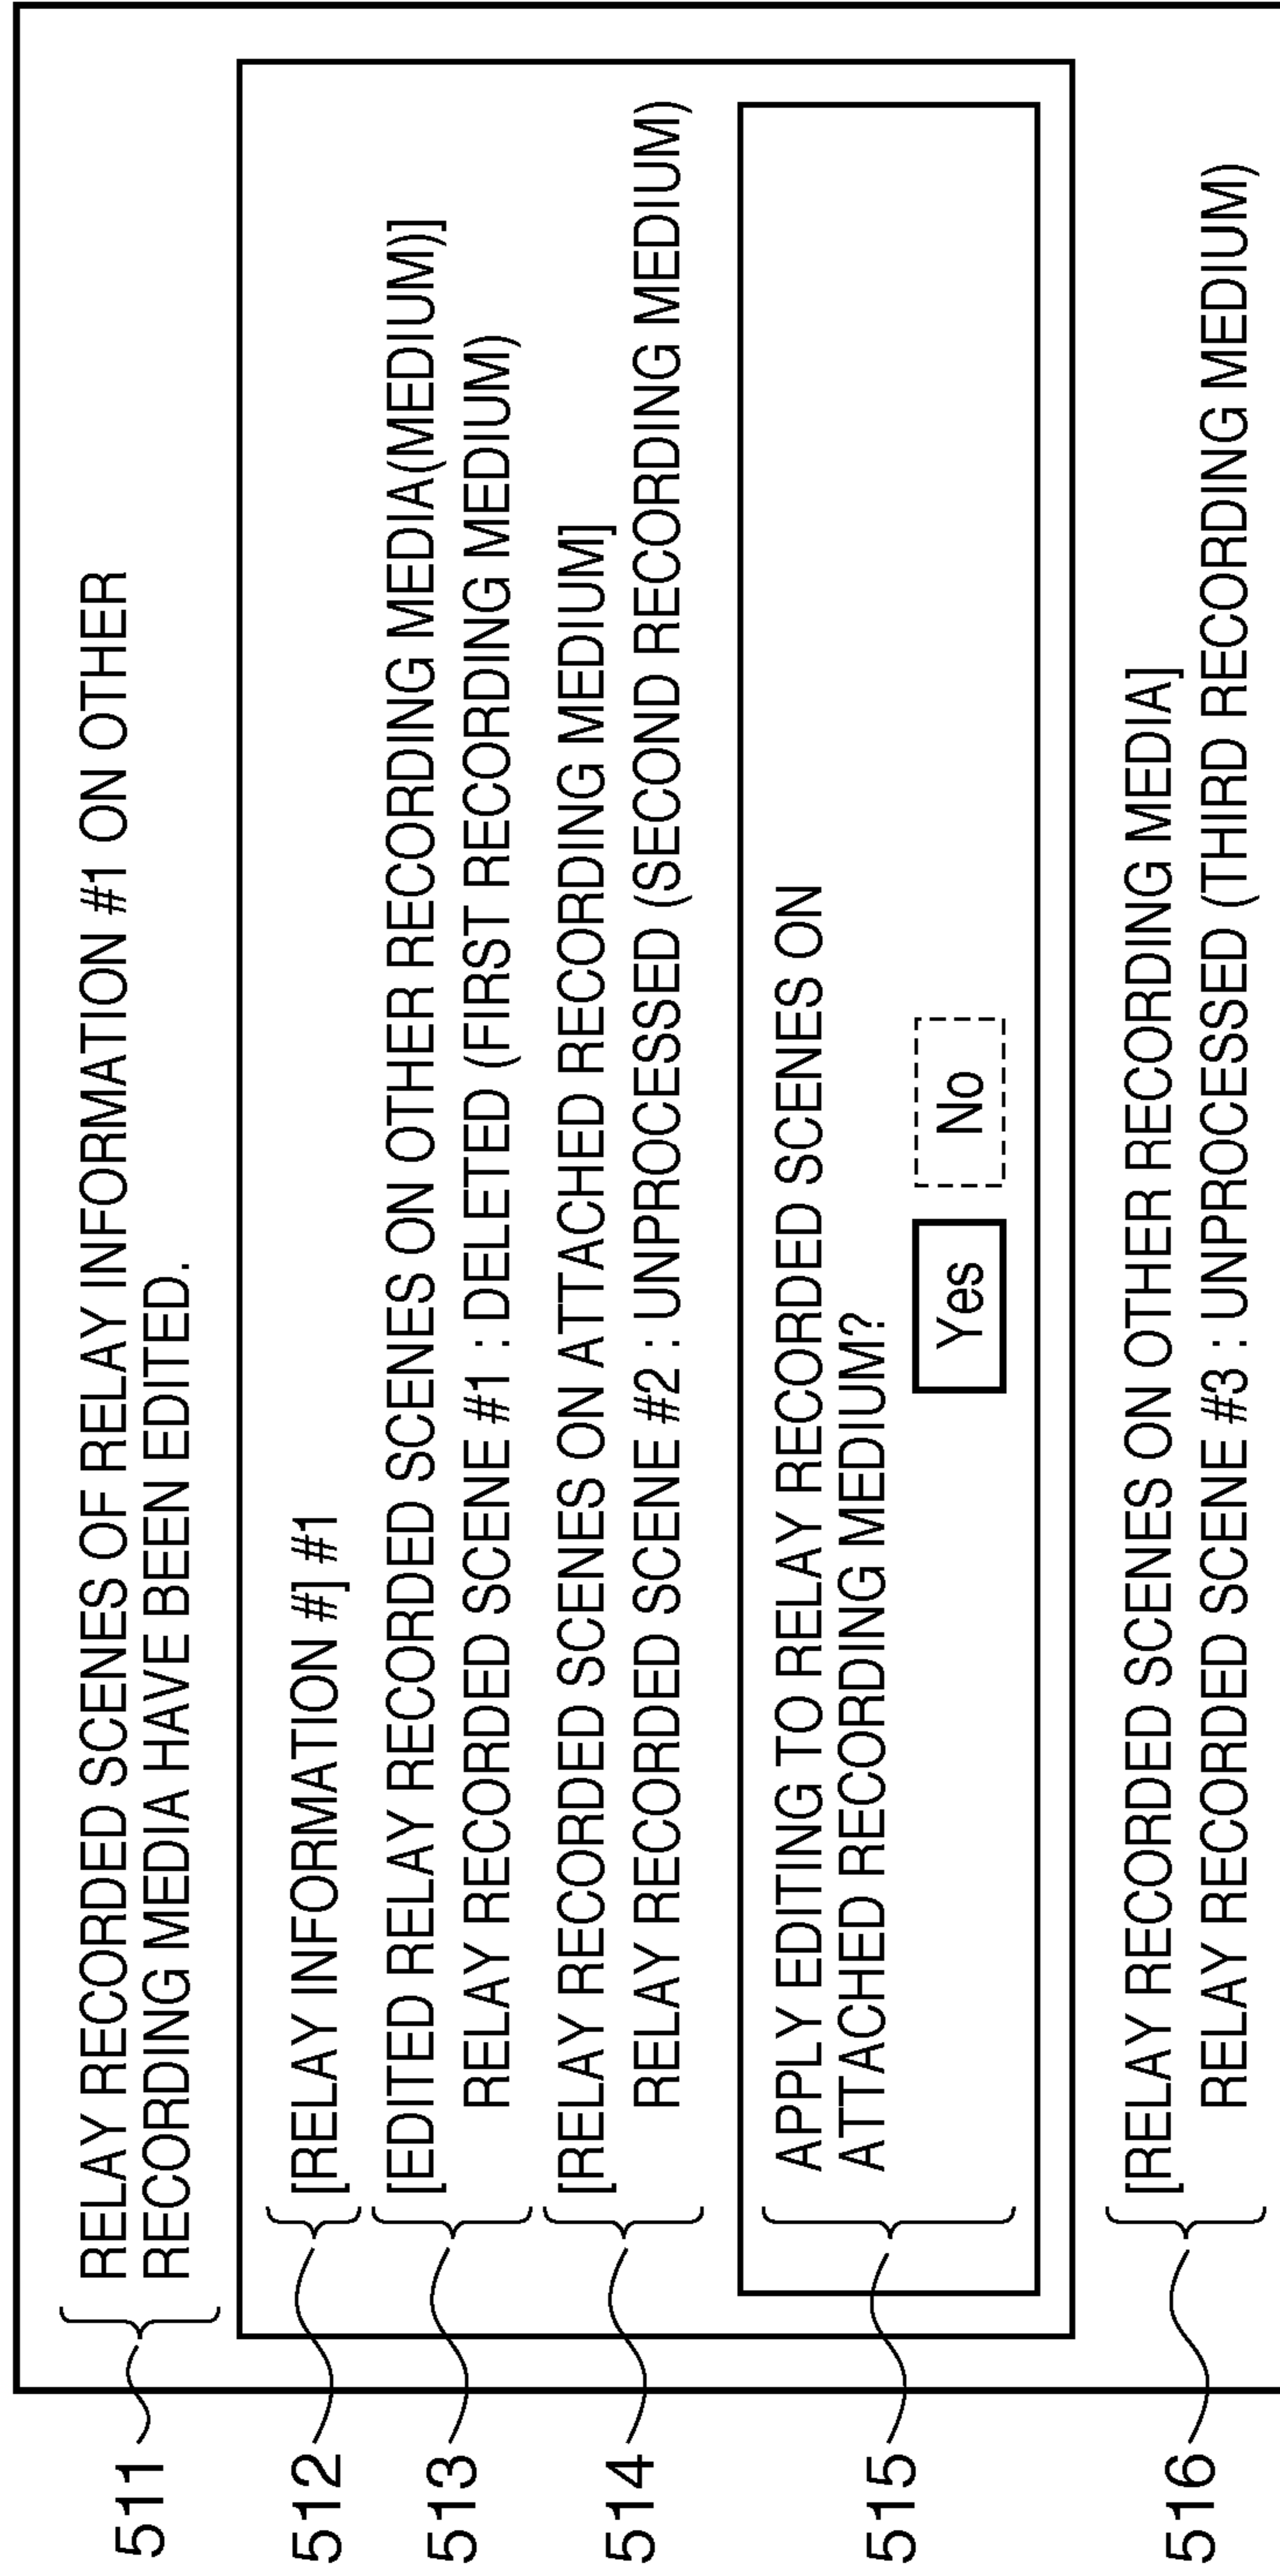 511 RELAY RECORDED SCENES OF RELAY INFORMATION #1 ON OTHER
RECORDING MEDIA HAVE BEEN EDITED.
512 [RELAY INFORMATION #] #1
513 [EDITED RELAY RECORDED SCENES ON OTHER RECORDING MEDIA(MEDIUM)]
RELAY RECORDED SCENE #1 : DELETED (FIRST RECORDING MEDIUM)
514 [RELAY RECORDED SCENES ON ATTACHED RECORDING MEDIUM]
RELAY RECORDED SCENE #2 : UNPROCESSED (SECOND RECORDING MEDIUM)
515 APPLY EDITING TO RELAY RECORDED SCENES ON
ATTACHED RECORDING MEDIUM?
Yes No
516 [RELAY RECORDED SCENES ON OTHER RECORDING MEDIA]
RELAY RECORDED SCENE #3 : UNPROCESSED (THIRD RECORDING MEDIUM)